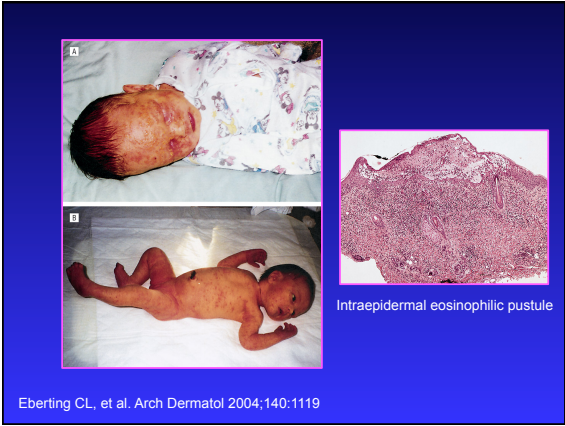 A
B
Intraepidermal eosinophilic pustule
Eberting CL, et al. Arch Dermatol 2004;140:1119